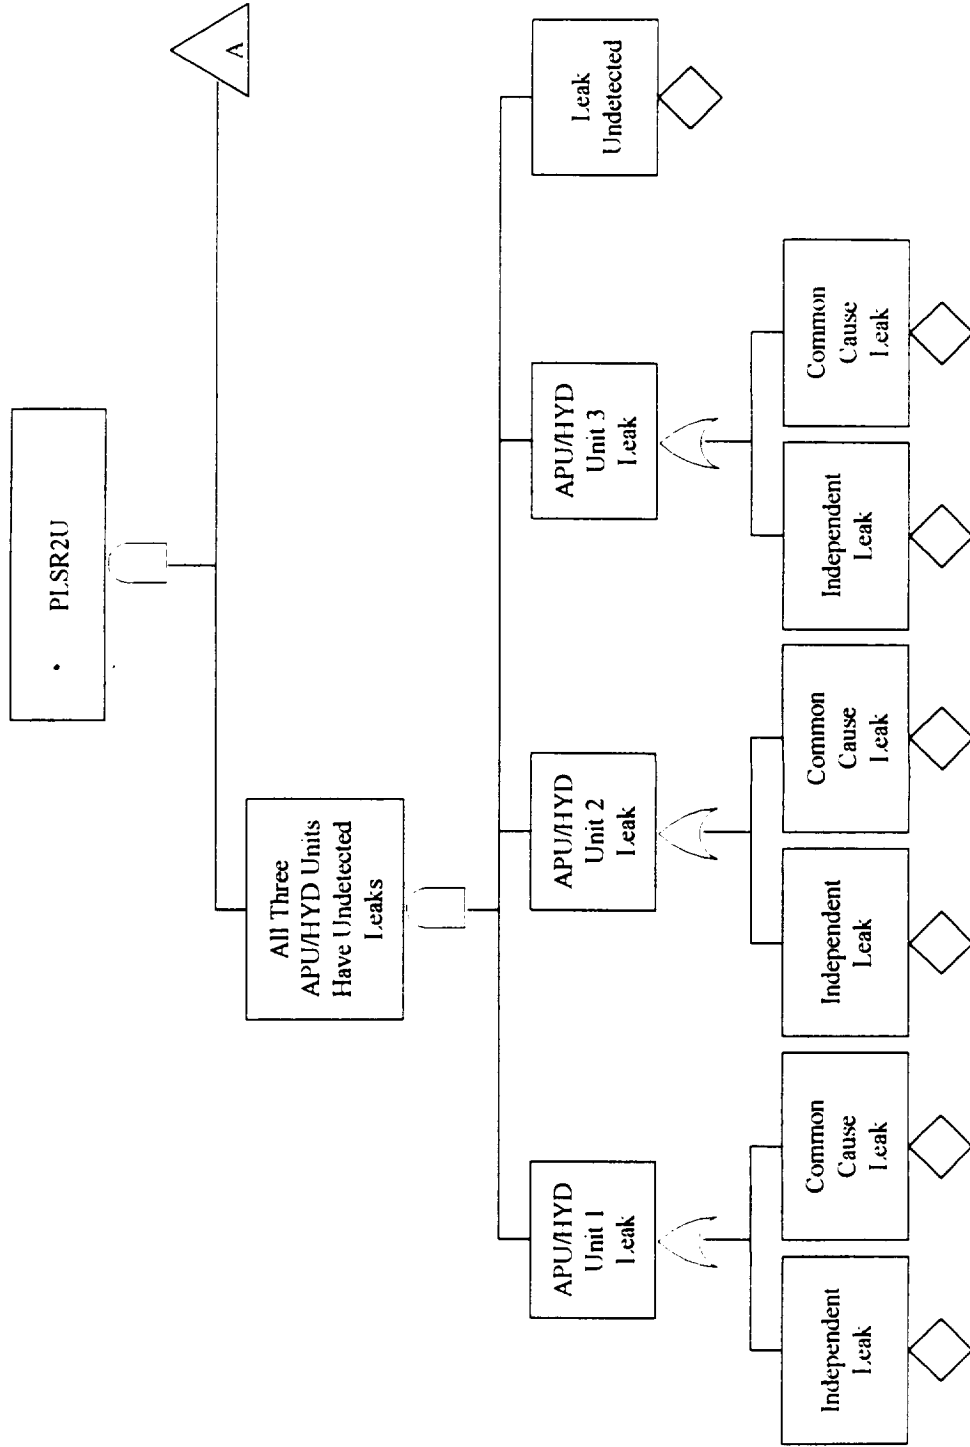 PLSR2U
A
All Three
APU/HYD Units
Have Undetected
Leaks
APU/HYD
Unit 1
Leak
APU/HYD
Unit 2
Leak
APU/HYD
Unit 3
Leak
Leak
Undetected
Independent
Leak
Common
Cause
Leak
Independent
Leak
Common
Cause
Leak
Independent
Leak
Common
Cause
Leak